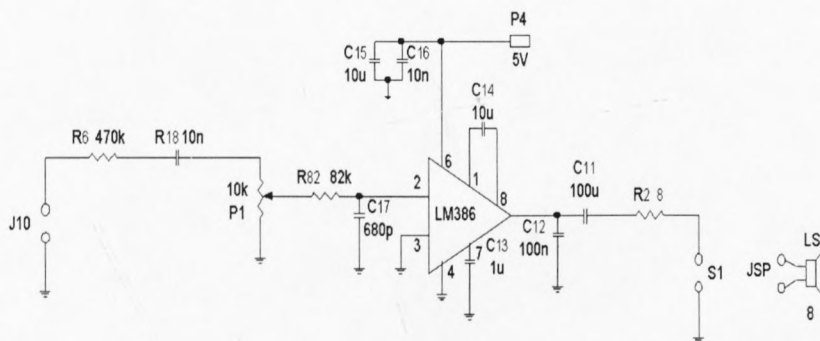 P4
5V
C15
10u
C16
10n
C14
10u
R6 470k
R18 10n
10k
P1
R82 82k
C17
680p
J10
2
3
6
1
8
LM386
4
7
C13
1u
C11
100u
C12
100n
R2 8
S1
JSP
LS
8